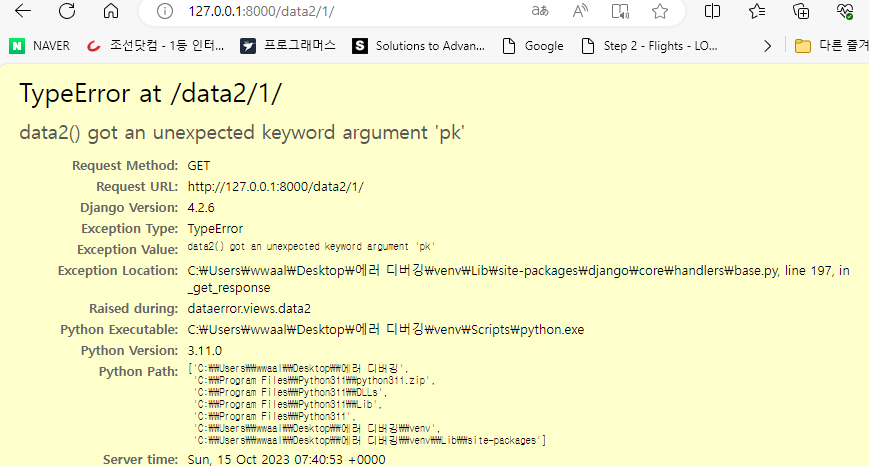 127.0.0.1:8000/data2/1/
NAVER 조선닷컴 - 1등 인터... 프로그래머스 Solutions to Advan... Google Step 2 - Flights - LO... 다른 즐겨
TypeError at /data2/1/
data2() got an unexpected keyword argument 'pk'
Request Method: GET
Request URL: http://127.0.0.1:8000/data2/1/
Django Version: 4.2.6
Exception Type: TypeError
Exception Value: data2() got an unexpected keyword argument 'pk'
Exception Location: C:₩Users₩wwaal₩Desktop₩에러 디버깅₩venv₩Lib₩site-packages₩django₩core₩handlers₩base.py, line 197, in
_get_response
Raised during: dataerror.views.data2
Python Executable: C:₩Users₩wwaal₩Desktop₩에러 디버깅₩venv₩Scripts₩python.exe
Python Version: 3.11.0
Python Path: ['C:₩₩Users₩₩wwaal₩₩Desktop₩₩에러 디버깅',
'C:₩₩Program Files₩₩Python311₩₩python311.zip',
'C:₩₩Program Files₩₩Python311₩₩DLLs',
'C:₩₩Program Files₩₩Python311₩₩Lib',
'C:₩₩Program Files₩₩Python311',
'C:₩₩Users₩₩wwaal₩₩Desktop₩₩에러 디버깅₩₩venv',
'C:₩₩Users₩₩wwaal₩₩Desktop₩₩에러 디버깅₩₩venv₩₩Lib₩₩site-packages']
Server time: Sun, 15 Oct 2023 07:40:53 +0000